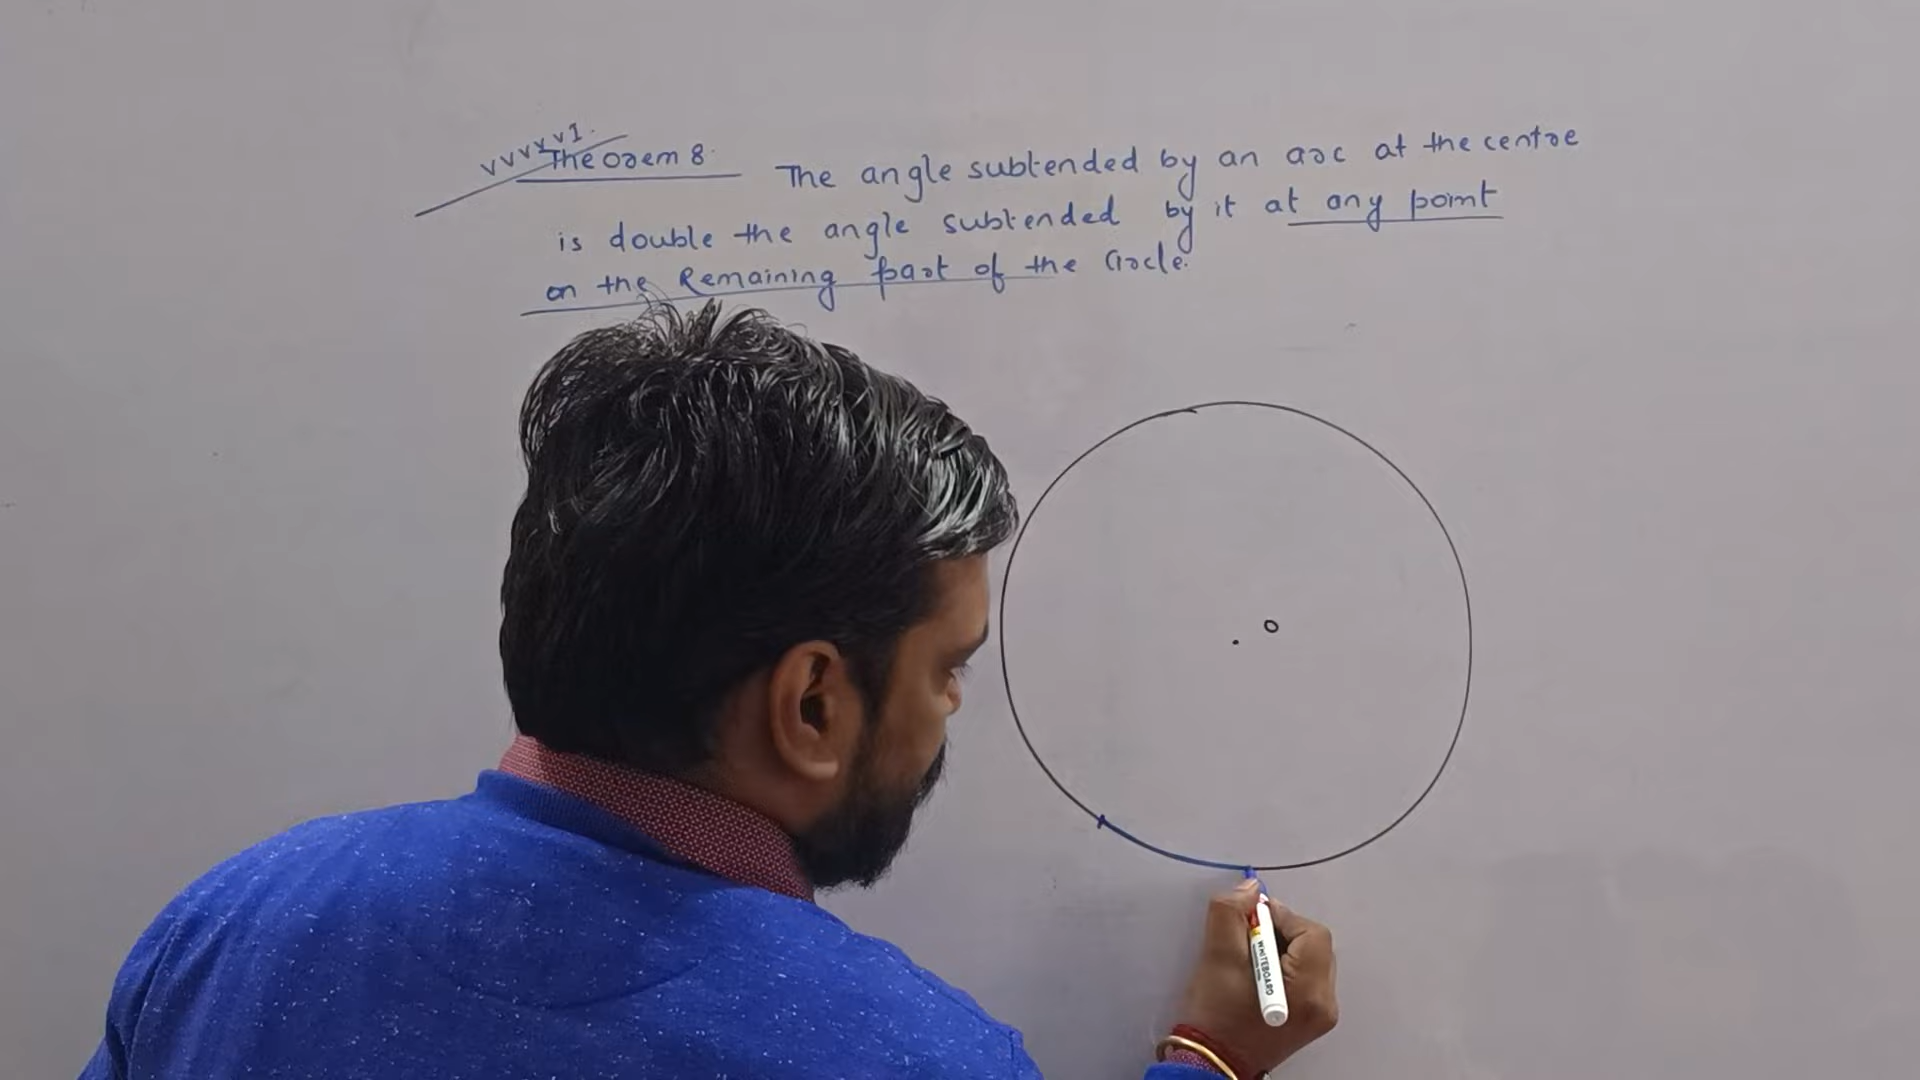 VVVVVI.
Theorem 8. The angle subtended by an arc at the centre
is double the angle subtended by it at any point
on the Remaining part of the Circle.
O
WHITEBOARD